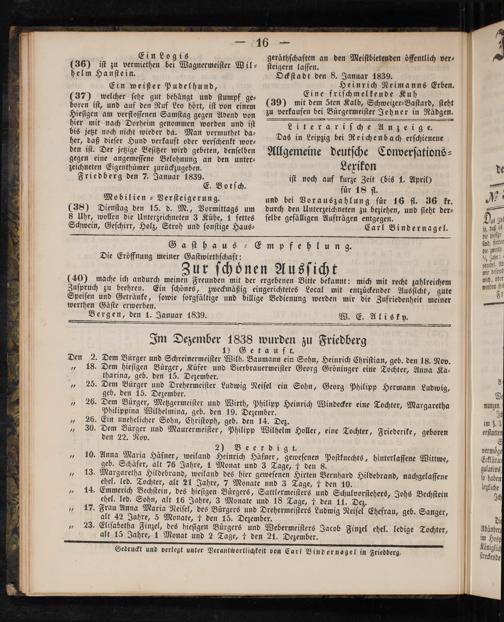 — 16 —
Ein Logis
(36) ist zu vermiethen bei Wagnermeister Wil-
helm Hanstein.
Ein weißer Pudelhund,
(37) welcher sehr gut behängt und stumpf ge-
boren ist, und auf den Ruf Leo hört, ist von einem
Hiesigen am verflossenen Samstag gegen Abend von
hier mit nach Dorheim genommen worden und ist
bis jetzt noch nicht wieder da. Man vermuthet da-
her, daß dieser Hund verkauft oder verschenkt wor-
den ist. Der jetzige Besitzer wird gebeten, denselben
gegen eine angemessene Belohnung an den unter-
zeichneten Eigenthümer zurückzugeben.
Friedberg den 7. Januar 1839.
E. Botsch.
Mobilien-Versteigerung.
(38) Dienstag den 15. d. M., Vormittags um
8 Uhr, wollen die Unterzeichneten 3 Kühe, 1 fettes
Schwein, Geschirr, Holz, Stroh und sonstige Haus-
geräthschaften an den Meistbietenden öffentlich ver-
steigern lassen.
Ockstadt den 8. Januar 1839.
Heinrich Neimanns Erben.
Eine frischmelkende Kuh
(39) mit dem 5ten Kalb, Schweizer-Bastard, steht
zu verkaufen bei Bürgermeister Jehner in Rädgen.
Literarische Anzeige.
Das in Leipzig bei Reichenbach erschienene
Allgemeine deutsche Conversations-
Lexikon
ist noch auf kurze Zeit (bis 1. April)
für 18 fl.
und bei Vorauszahlung für 16 fl. 36 kr.
durch den Unterzeichneten zu beziehen, und sieht der-
selbe gefälligen Aufträgen entgegen.
Carl Bindernagel.
Gasthaus-Empfehlung.
Die Eröffnung meiner Gastwirthschaft:
Zur schönen Aussicht
(40) mache ich andurch meinen Freunden mit der ergebenen Bitte bekannt: mich mit recht zahlreichem
Zuspruch zu beehren. Ein schönes, zweckmäßig eingerichtetes Local mit entzückender Aussicht, gute
Speisen und Getränke, sowie sorgfältige und billige Bedienung werden mir die Zufriedenheit meiner
werthen Gäste erwerben.
Bergen, den 1. Januar 1839.
W. E. Alisky.
Im Dezember 1838 wurden zu Friedberg
1) Getauft.
Den 2. Dem Bürger und Schreinermeister Wilh. Baumann ein Sohn, Heinrich Christian, geb. den 18. Nov.
„ 18. Dem hiesigen Bürger, Küfer und Bierbrauermeister Georg Gröninger eine Tochter, Anna Ka-
tharina, geb. den 15. Dezember.
„ 25. Dem Bürger und Drehermeister Ludwig Reisel ein Sohn, Georg Philipp Hermann Ludwig,
geb. den 15. Dezember.
„ 26. Dem Bürger, Metzgermeister und Wirth, Philipp Heinrich Windecker eine Tochter, Margaretha
Philippina Wilhelmina, geb. den 19. Dezember.
„ 26. Ein unehelicher Sohn, Christoph, geb. den 14. Dez.
„ 30. Dem Bürger und Maurermeister, Philipp Wilhelm Holler, eine Tochter, Friederike, geboren
den 22. Nov.
2) Beerdigt.
„ 10. Anna Maria Häfner, weiland Heinrich Häfner, gewesenen Postknechts, hinterlassene Wittwe,
geb. Schäfer, alt 76 Jahre, 1 Monat und 3 Tage, † den 8.
„ 13. Margaretha Hildebrand, weiland des hier gewesenen Hirten Bernhard Hildebrand, nachgelassene
ehel. led. Tochter, alt 21 Jahre, 7 Monate und 3 Tage, † den 10.
„ 14. Emmerich Bechstein, des hiesigen Bürgers, Sattlermeisters und Schulvorstehers, Johs Bechstein
ehel. led. Sohn, alt 16 Jahre, 3 Monate und 18 Tage, † den 11. Dez.
„ 17. Frau Anna Maria Reisel, des Bürgers und Drehermeisters Ludwig Reisel Ehefrau, geb. Sanger,
alt 42 Jahre, 5 Monate, † den 15. Dezember.
„ 23. Elisabetha Finzel, des hiesigen Bürgers und Webermeisters Jacob Finzel ehel. ledige Tochter,
alt 15 Jahre, 1 Monat und 2 Tage, † den 21. Dezember.
Gedruckt und verlegt unter Verantwortlichkeit von Carl Bindernagel in Friedberg.